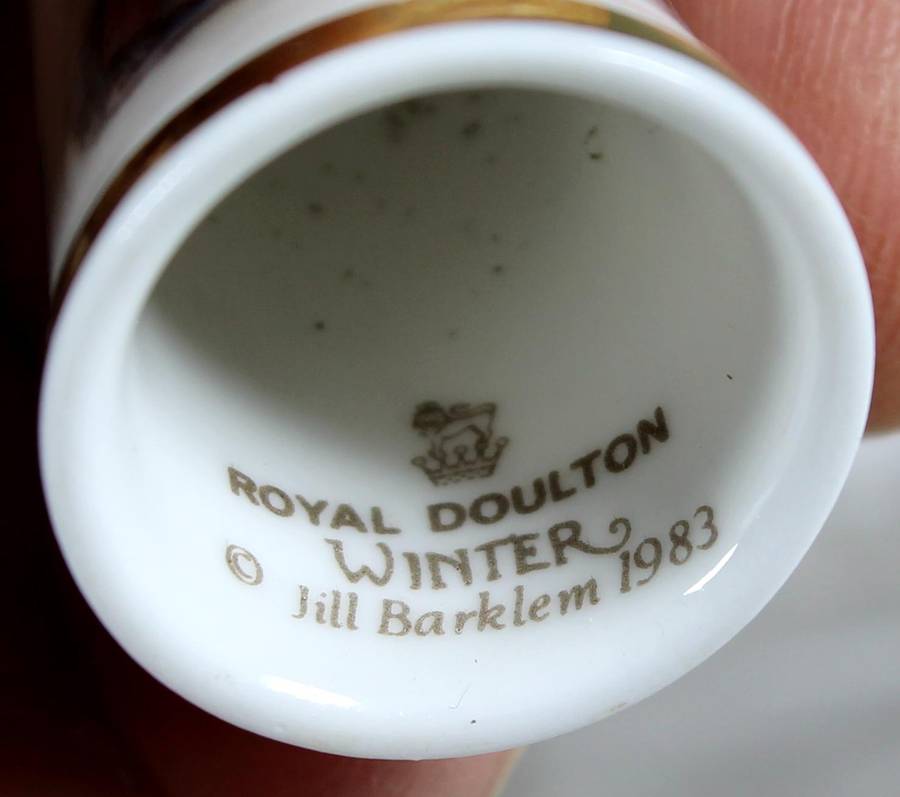 ROYAL DOULTON
WINTER
© Jill Barklem 1983